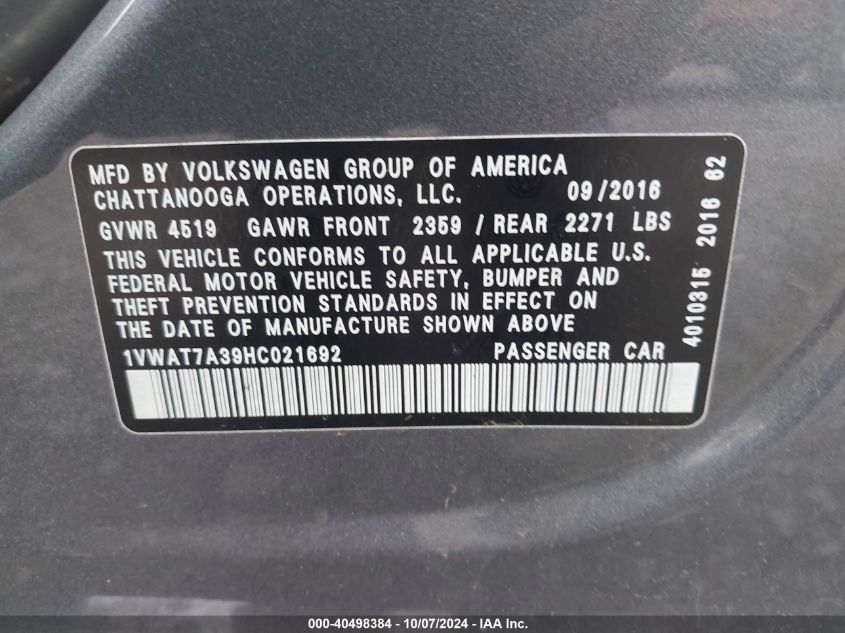 MFD BY VOLKSWAGEN GROUP OF AMERICA
CHATTANOOGA OPERATIONS, LLC. 09/2016
GVWR 4519 GAWR FRONT 2359 / REAR 2271 LBS
THIS VEHICLE CONFORMS TO ALL APPLICABLE U.S.
FEDERAL MOTOR VEHICLE SAFETY, BUMPER AND
THEFT PREVENTION STANDARDS IN EFFECT ON
THE DATE OF MANUFACTURE SHOWN ABOVE
1VWAT7A39HC021692 PASSENGER CAR
4010315 2016 62
000-40498384 - 10/07/2024 - IAA Inc.